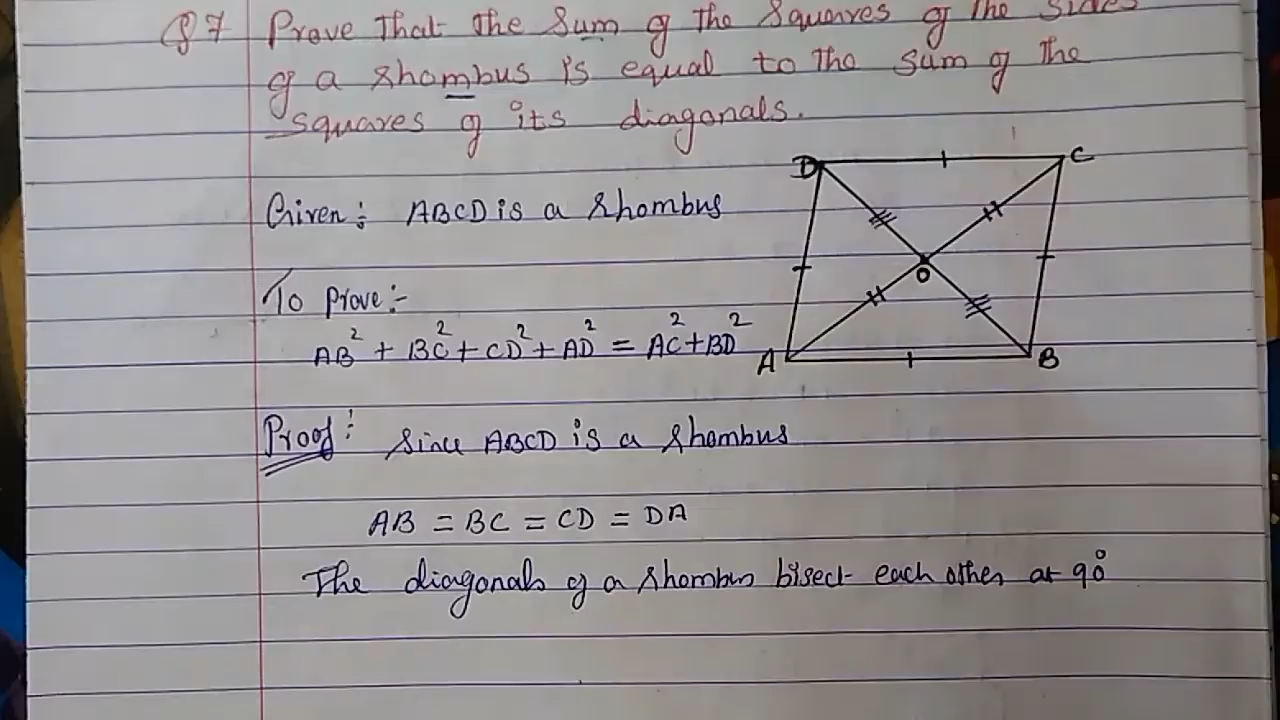 Q7 Prove that the sum of the squares of the sides
of a rhombus is equal to the sum of the
squares of its diagonals.
Given : ABCD is a rhombus
To prove :-
AB² + BC² + CD² + AD² = AC² + BD²
D
C
O
A
B
Proof : Since ABCD is a rhombus
AB = BC = CD = DA
The diagonals of a rhombus bisect each other at 90°